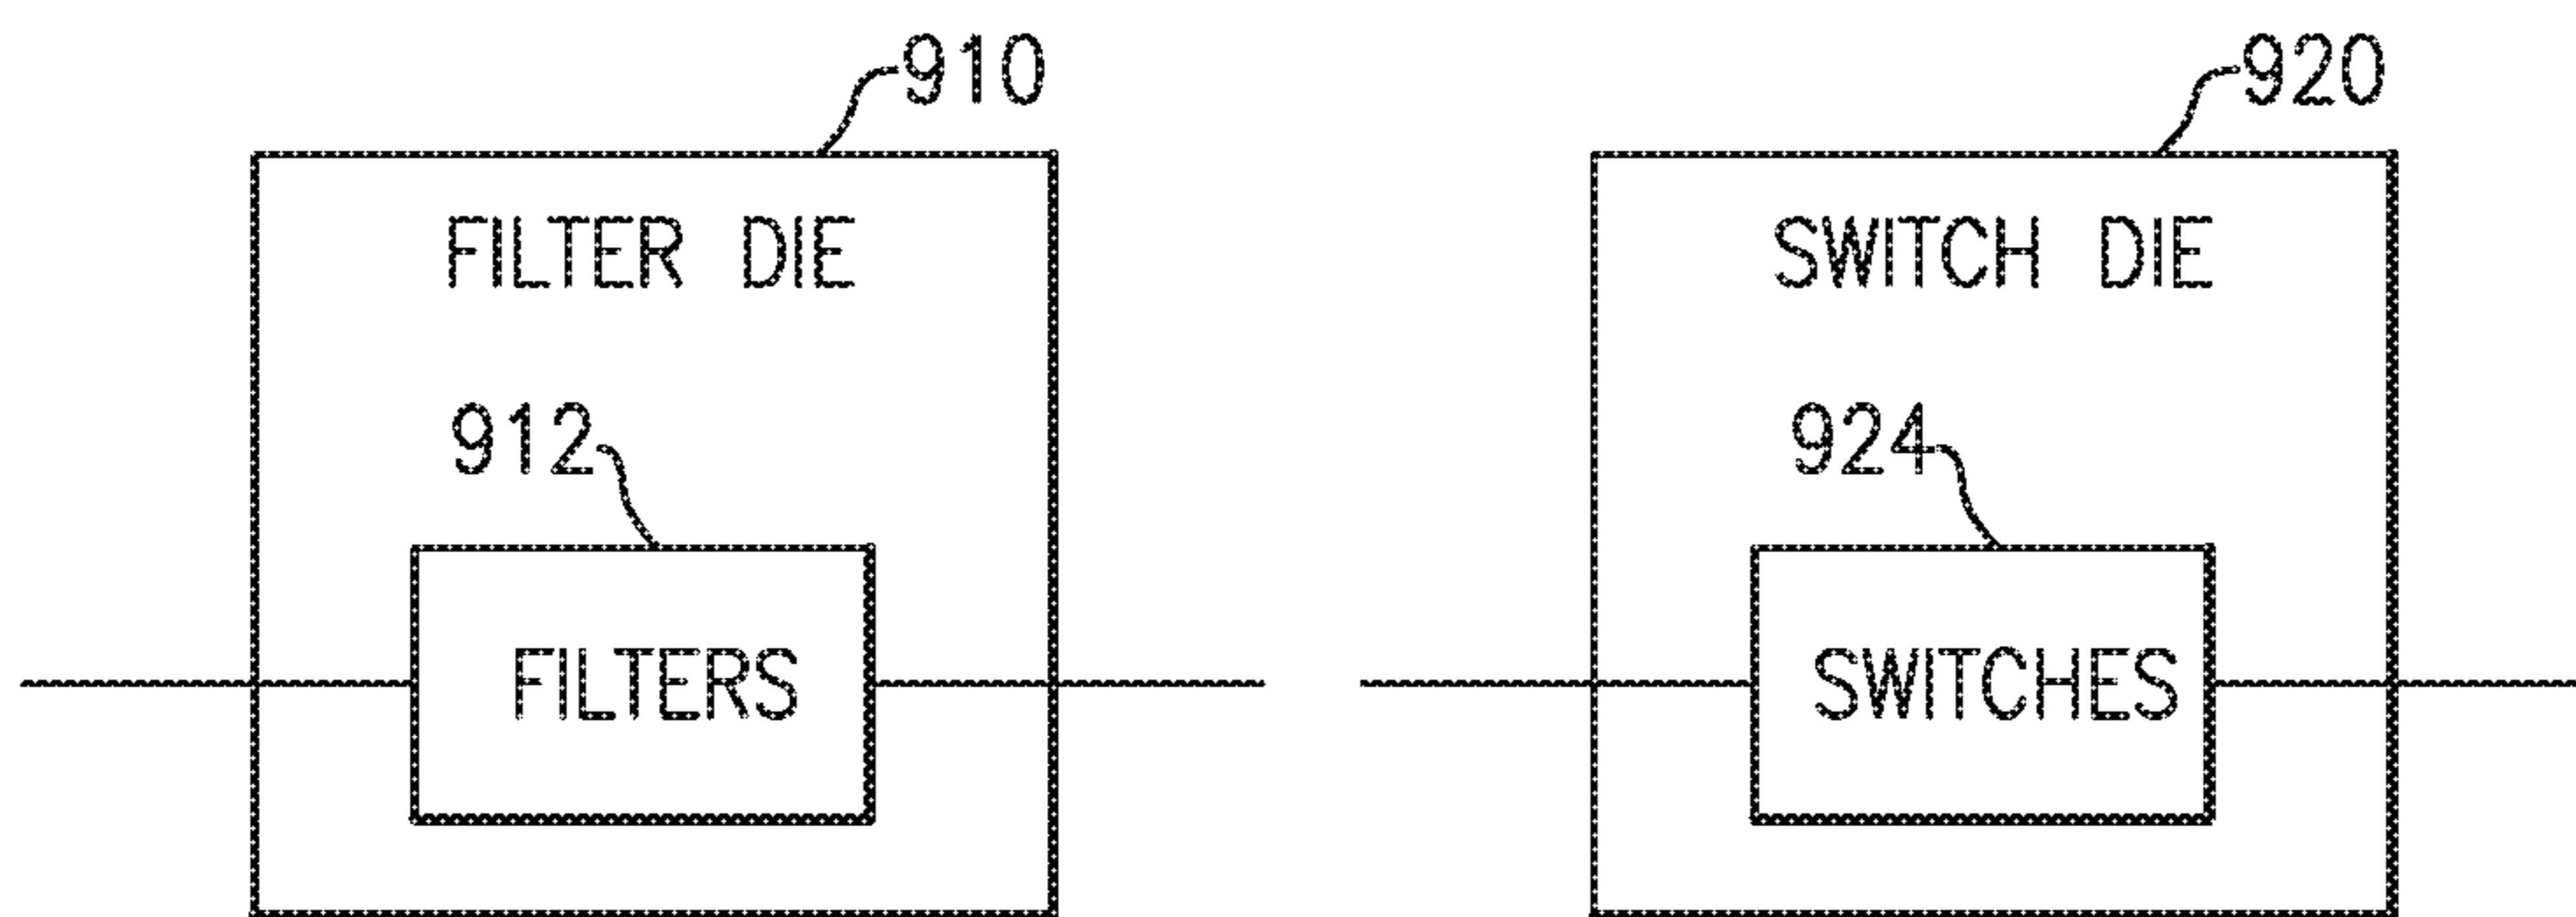 910
920
FILTER DIE
SWITCH DIE
912
924
FILTERS
SWITCHES